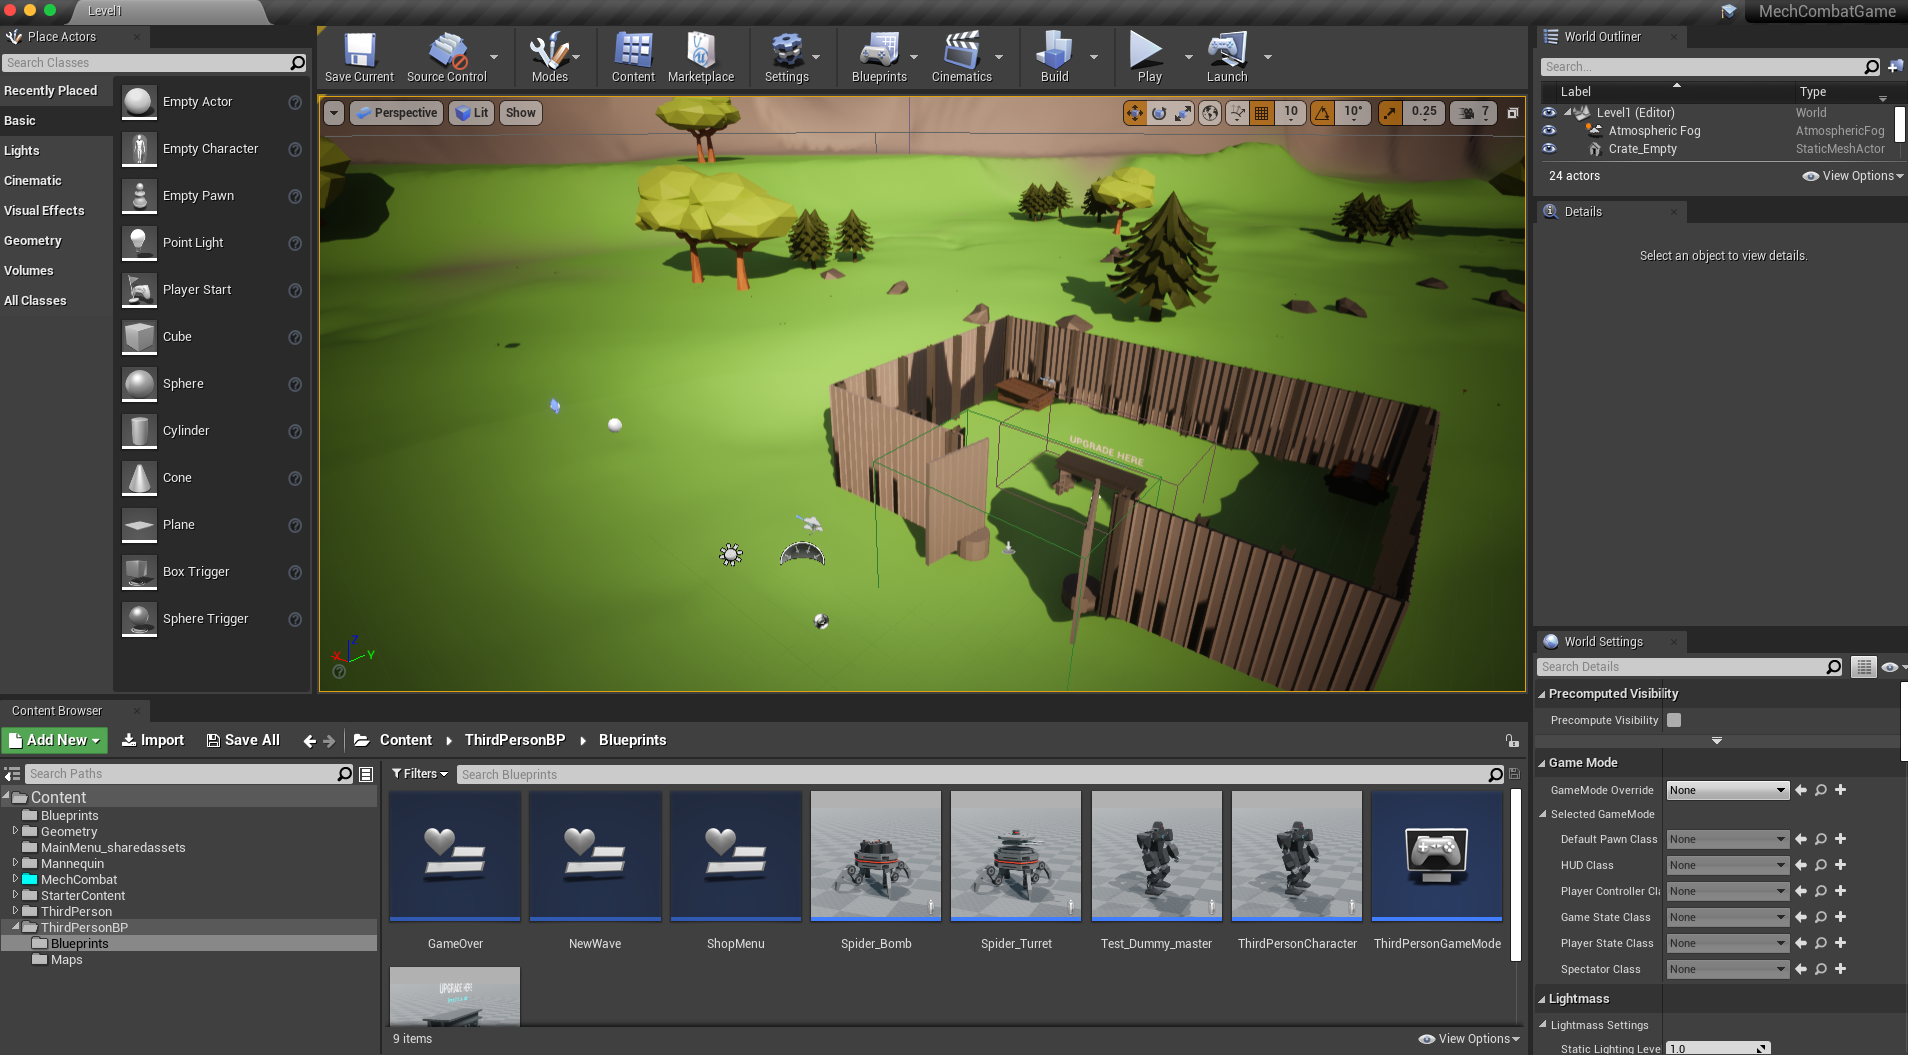 Level1
MechCombatGame
Place Actors
Search Classes
Recently Placed
Basic
Lights
Cinematic
Visual Effects
Geometry
Volumes
All Classes
Empty Actor
Empty Character
Empty Pawn
Point Light
Player Start
Cube
Sphere
Cylinder
Cone
Plane
Box Trigger
Sphere Trigger
Save Current
Source Control
Modes
Content
Marketplace
Settings
Blueprints
Cinematics
Build
Play
Launch
Perspective
Lit
Show
10
10°
0.25
?
UPGRADE HERE
X
Y
Z
World Outliner
Search...
Label
Type
Level1 (Editor)
World
Atmospheric Fog
AtmosphericFog
Crate_Empty
StaticMeshActor
24 actors
View Options
Details
Select an object to view details.
World Settings
Search Details
Precomputed Visibility
Precompute Visibility
Game Mode
GameMode Override
None
Selected GameMode
Default Pawn Class
None
HUD Class
None
Player Controller Cl
None
Game State Class
None
Player State Class
None
Spectator Class
None
Lightmass
Lightmass Settings
Static Lighting Leve
1.0
Content Browser
Add New
Import
Save All
Content
ThirdPersonBP
Blueprints
Search Paths
Filters
Search Blueprints
Content
Blueprints
Geometry
MainMenu_sharedassets
Mannequin
MechCombat
StarterContent
ThirdPerson
ThirdPersonBP
Blueprints
Maps
GameOver
NewWave
ShopMenu
Spider_Bomb
Spider_Turret
Test_Dummy_master
ThirdPersonCharacter
ThirdPersonGameMode
UPGRADE HERE
9 items
View Options